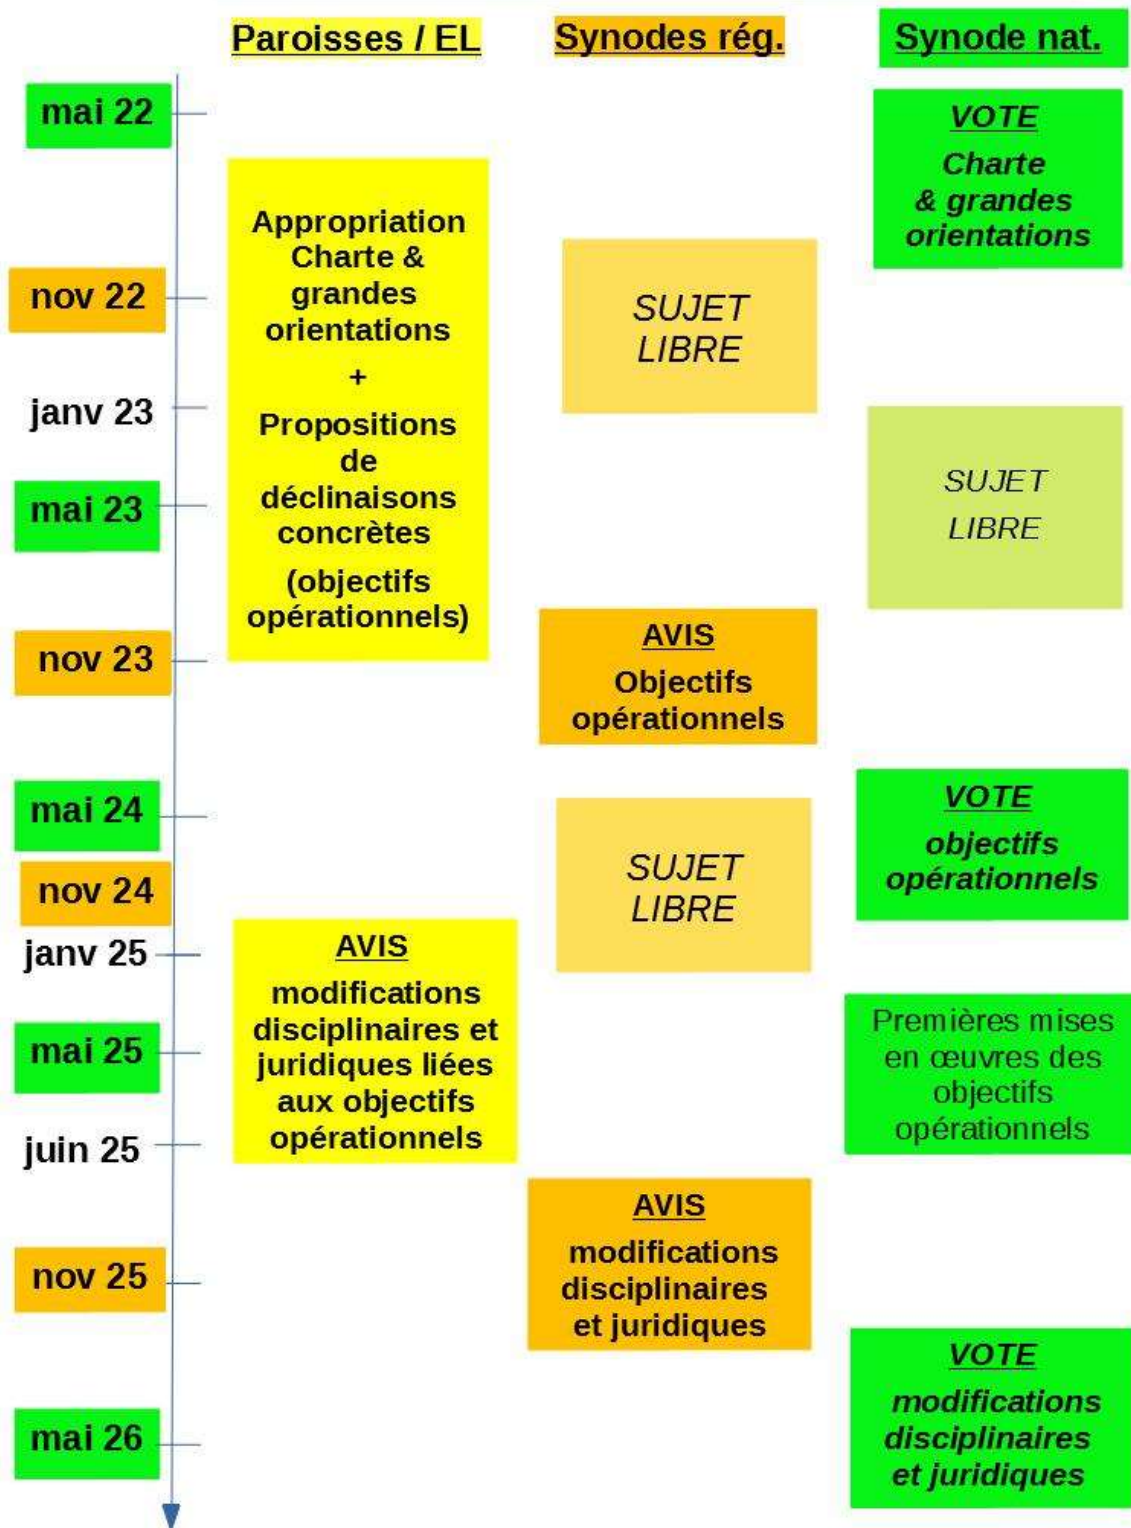 Paroisses / EL
Synodes rég.
Synode nat.
mai 22
nov 22
janv 23
mai 23
nov 23
mai 24
nov 24
janv 25
mai 25
juin 25
nov 25
mai 26
Appropriation
Charte &
grandes
orientations
+
Propositions
de
déclinaisons
concrètes
(objectifs
opérationnels)
AVIS
modifications
disciplinaires et
juridiques liées
aux objectifs
opérationnels
SUJET
LIBRE
AVIS
Objectifs
opérationnels
SUJET
LIBRE
AVIS
modifications
disciplinaires
et juridiques
VOTE
Charte
& grandes
orientations
SUJET
LIBRE
VOTE
objectifs
opérationnels
Premières mises
en œuvres des
objectifs
opérationnels
VOTE
modifications
disciplinaires
et juridiques